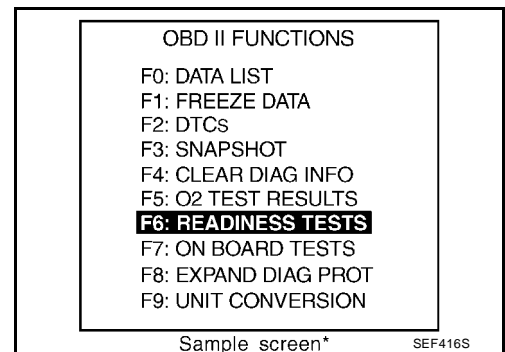 OBD II FUNCTIONS
F0: DATA LIST
F1: FREEZE DATA
F2: DTCs
F3: SNAPSHOT
F4: CLEAR DIAG INFO
F5: O2 TEST RESULTS
F6: READINESS TESTS
F7: ON BOARD TESTS
F8: EXPAND DIAG PROT
F9: UNIT CONVERSION
Sample screen*
SEF416S